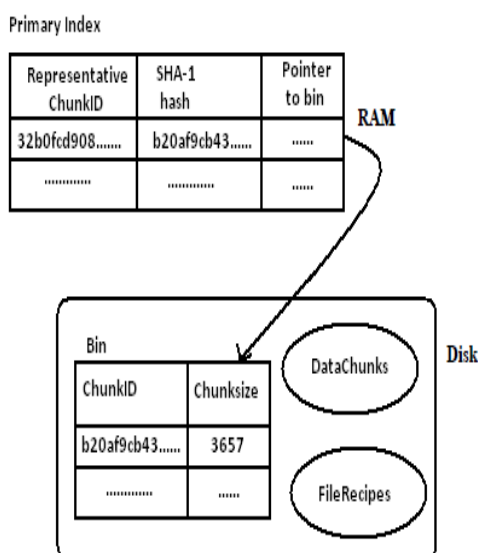 Primary Index
Representative ChunkID SHA-1 hash Pointer to bin
32b0fcd908....... b20af9cb43...... ......
............. ............. ......
RAM
Disk
Bin
ChunkID Chunksize
b20af9cb43...... 3657
............. ......
DataChunks
FileRecipes